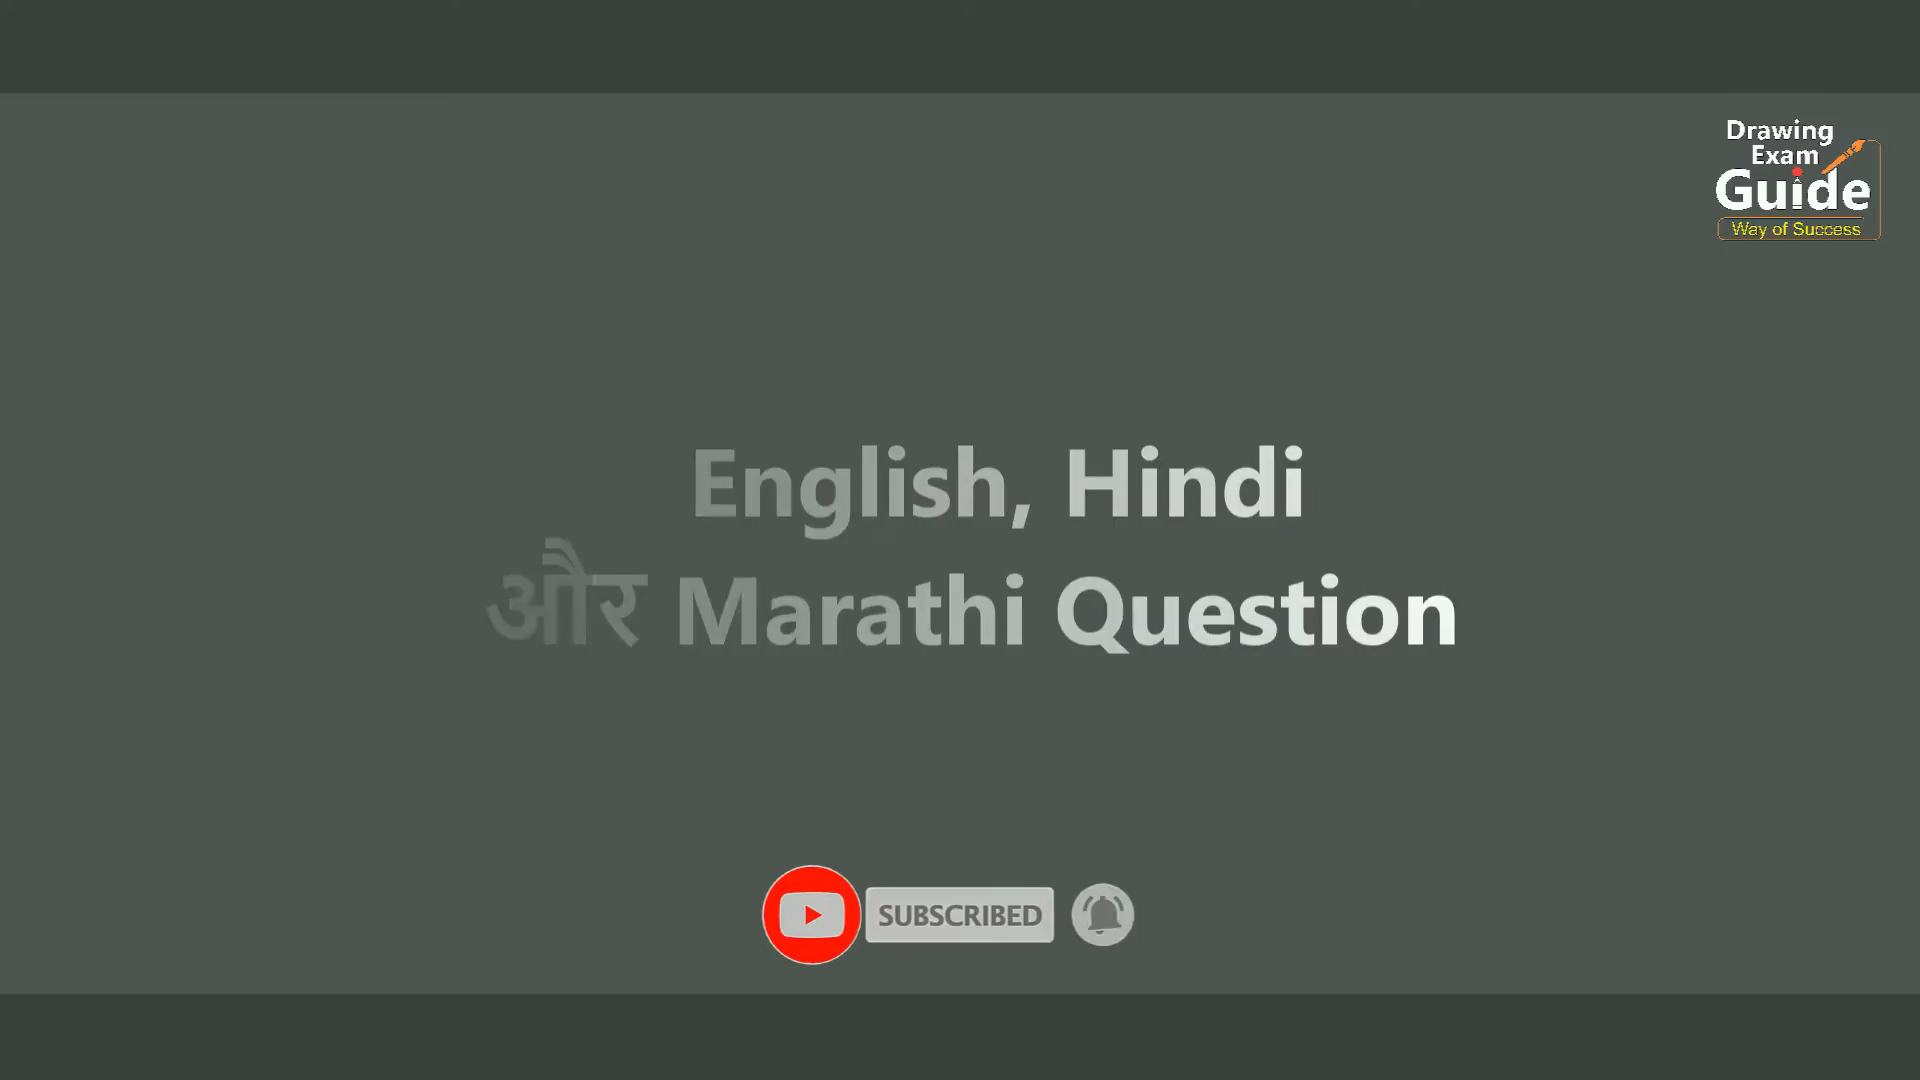 Drawing
Exam
Guide
Way of Success
English, Hindi
और Marathi Question
SUBSCRIBED